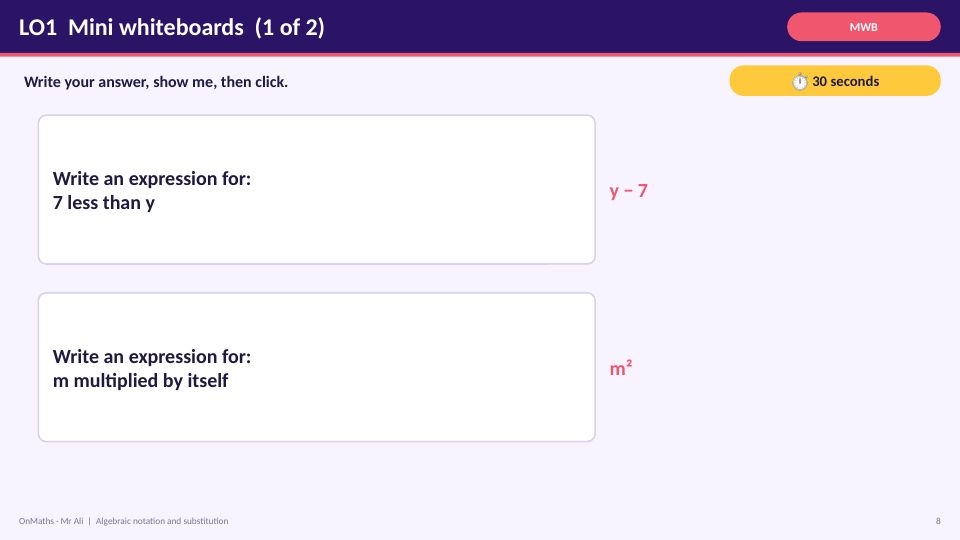 LO1 Mini whiteboards (1 of 2)
MWB
Write your answer, show me, then click.
⏱ 30 seconds
Write an expression for:
7 less than y
y − 7
Write an expression for:
m multiplied by itself
m²
OnMaths · Mr Ali | Algebraic notation and substitution
8